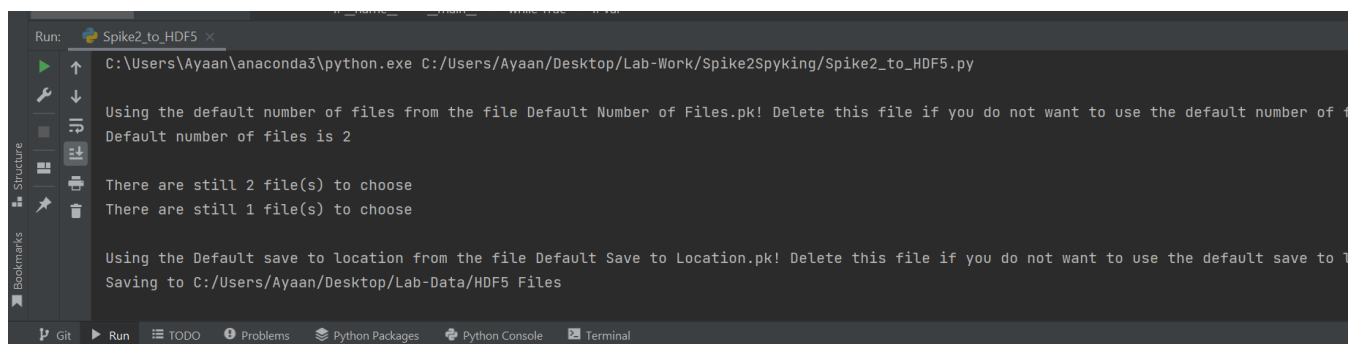 Run: Spike2_to_HDF5
C:\Users\Ayaan\anaconda3\python.exe C:/Users/Ayaan/Desktop/Lab-Work/Spike2Spyking/Spike2_to_HDF5.py
Using the default number of files from the file Default Number of Files.pk! Delete this file if you do not want to use the default number of
Default number of files is 2
There are still 2 file(s) to choose
There are still 1 file(s) to choose
Using the Default save to location from the file Default Save to Location.pk! Delete this file if you do not want to use the default save to
Saving to C:/Users/Ayaan/Desktop/Lab-Data/HDF5 Files
Structure
Bookmarks
Git Run TODO Problems Python Packages Python Console Terminal